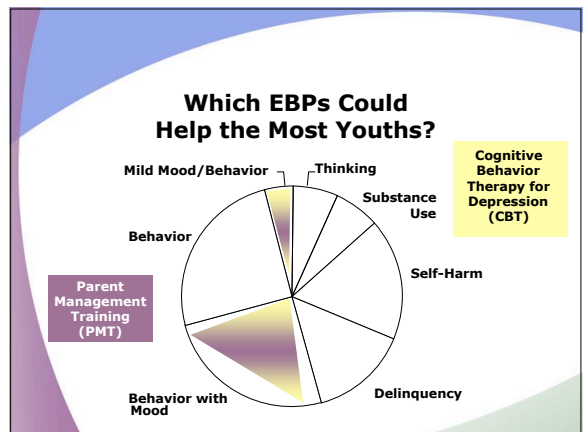 Which EBPs Could
Help the Most Youths?
Mild Mood/Behavior
Thinking
Cognitive
Behavior
Therapy for
Depression
(CBT)
Substance
Use
Behavior
Self-Harm
Parent
Management
Training
(PMT)
Behavior with
Mood
Delinquency